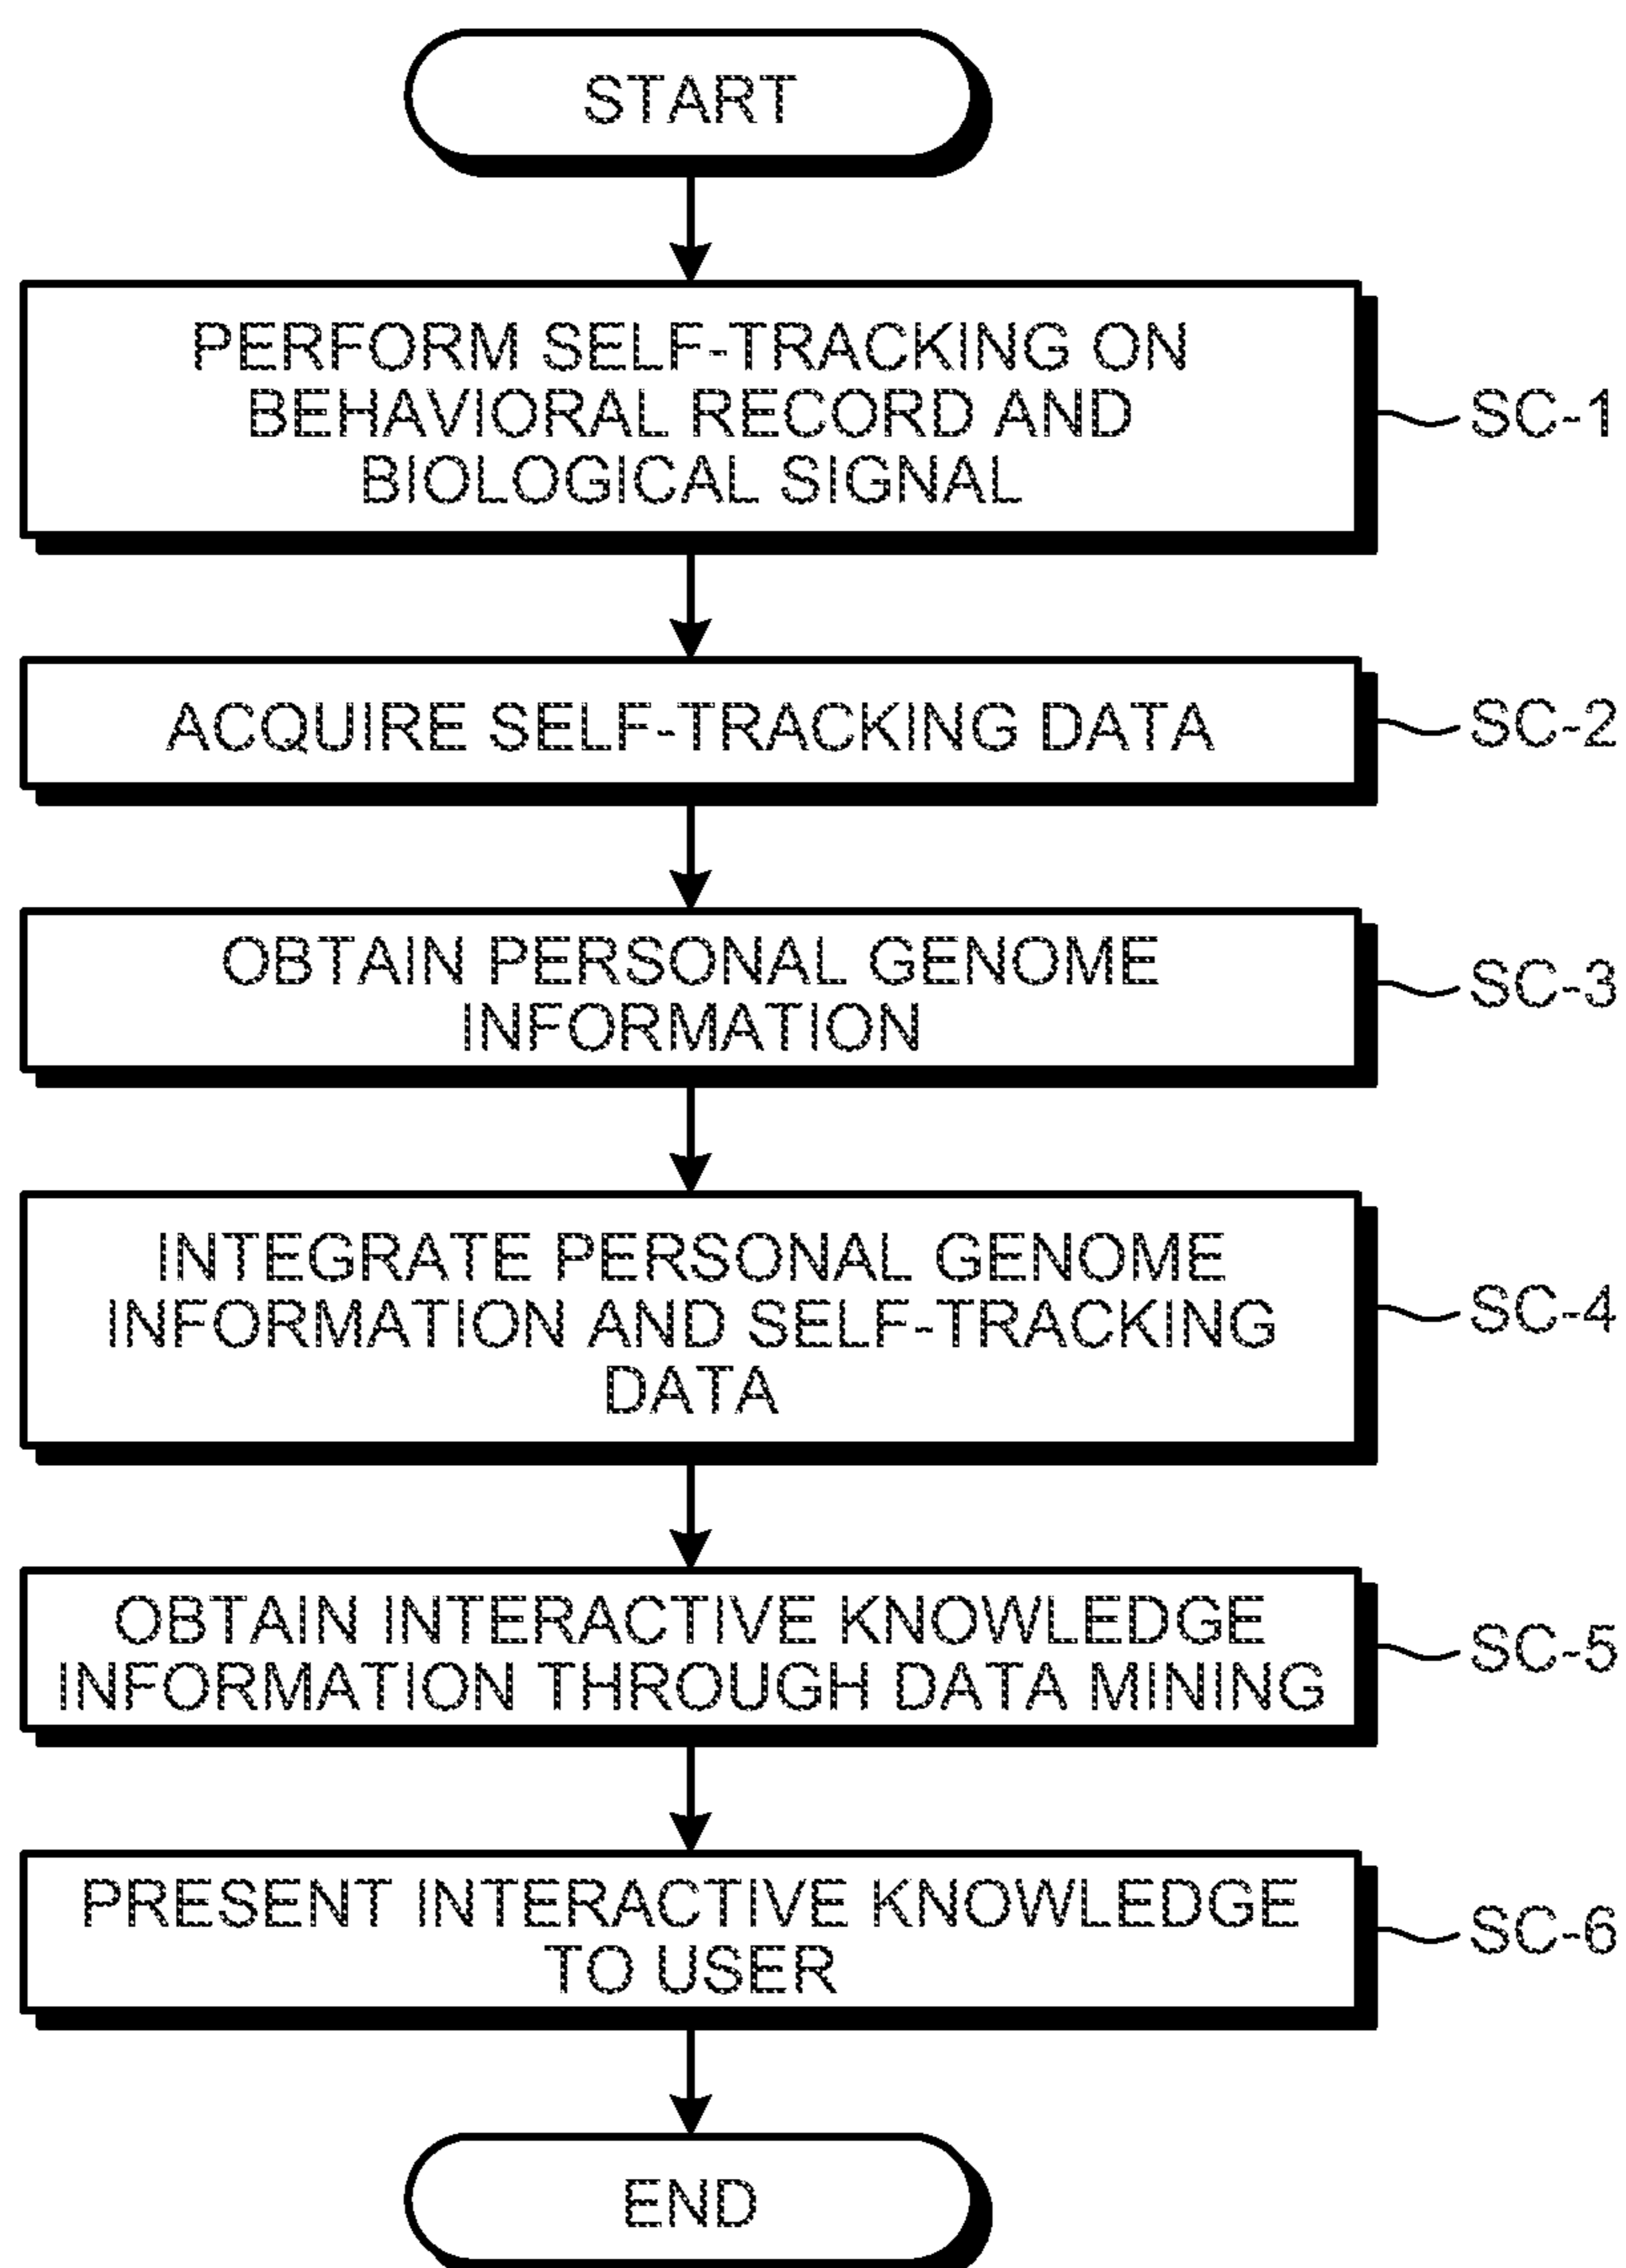 START
PERFORM SELF-TRACKING ON
BEHAVIORAL RECORD AND
BIOLOGICAL SIGNAL
SC-1
ACQUIRE SELF-TRACKING DATA
SC-2
OBTAIN PERSONAL GENOME
INFORMATION
SC-3
INTEGRATE PERSONAL GENOME
INFORMATION AND SELF-TRACKING
DATA
SC-4
OBTAIN INTERACTIVE KNOWLEDGE
INFORMATION THROUGH DATA MINING
SC-5
PRESENT INTERACTIVE KNOWLEDGE
TO USER
SC-6
END